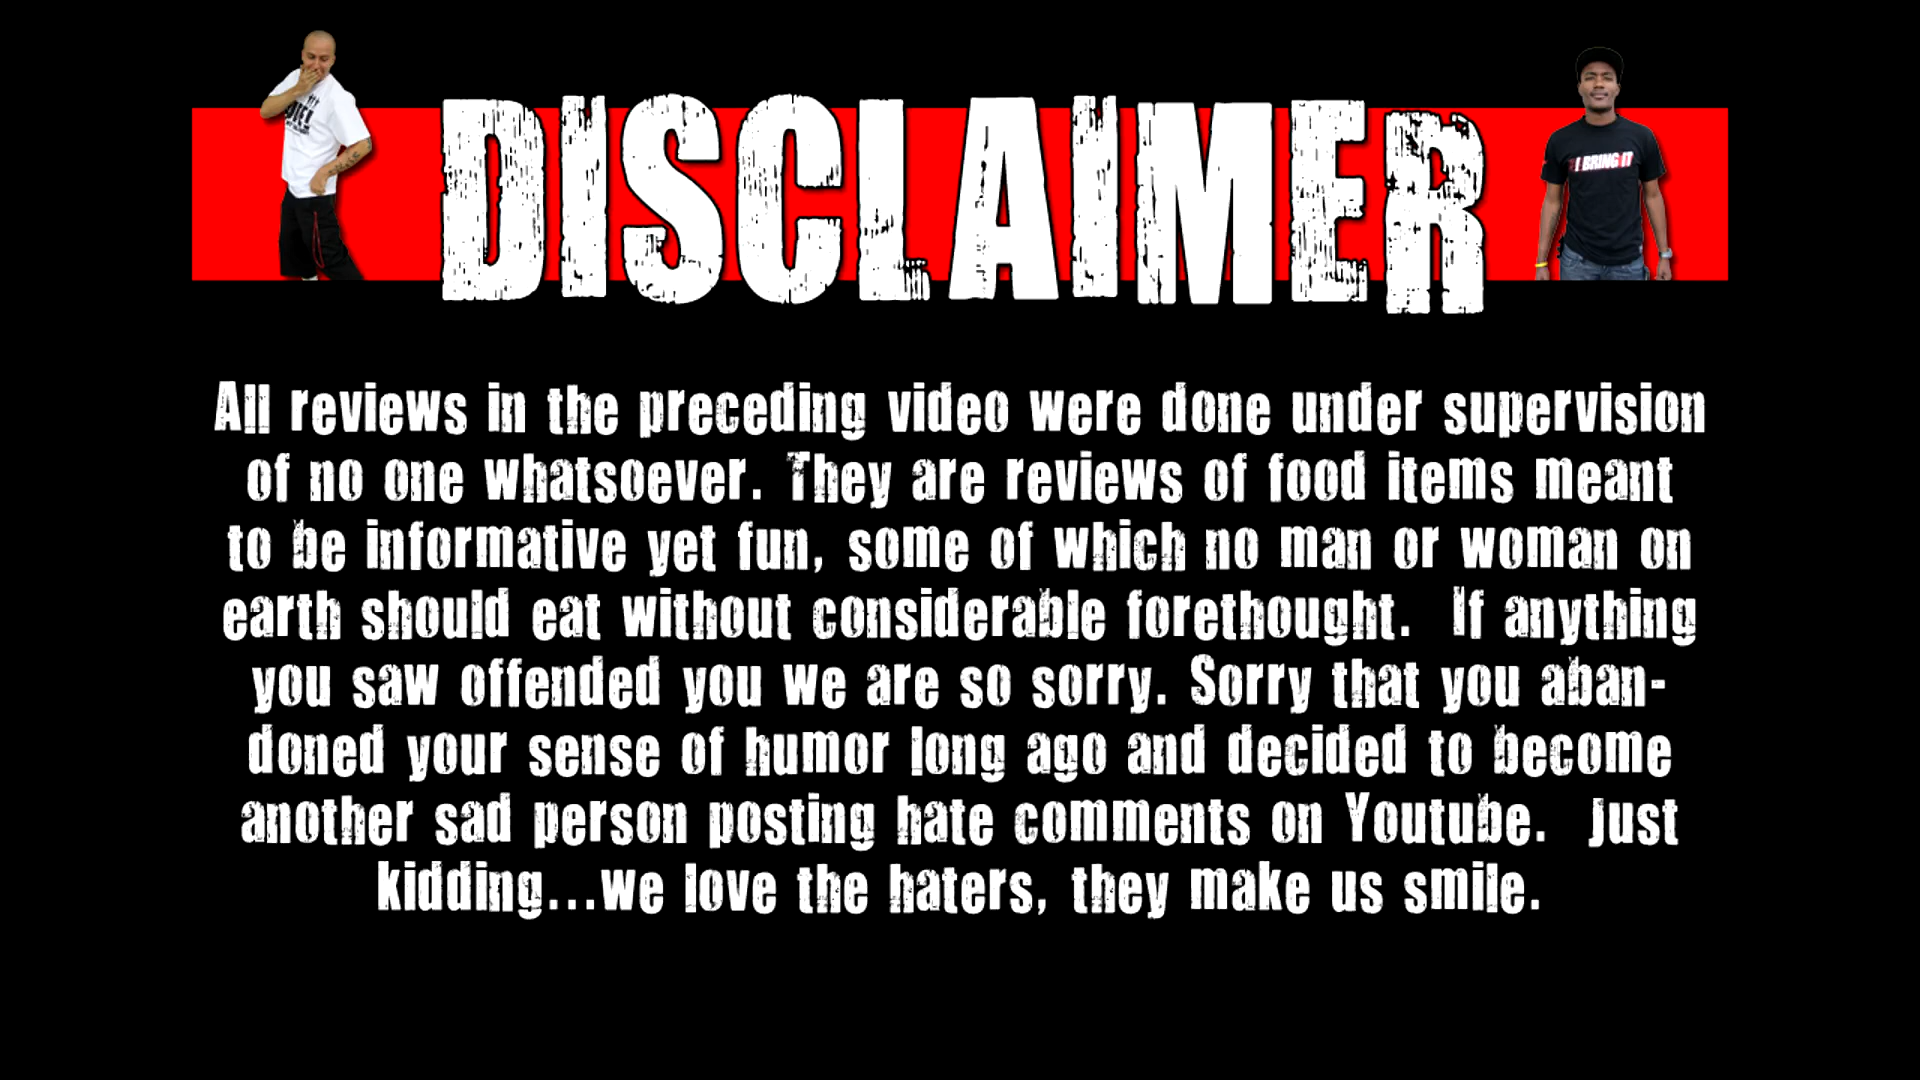 DISCLAIMER
I BRING IT
All reviews in the preceding video were done under supervision
of no one whatsoever. They are reviews of food items meant
to be informative yet fun, some of which no man or woman on
earth should eat without considerable forethought. If anything
you saw offended you we are so sorry. Sorry that you aban-
doned your sense of humor long ago and decided to become
another sad person posting hate comments on Youtube. Just
kidding...we love the haters, they make us smile.